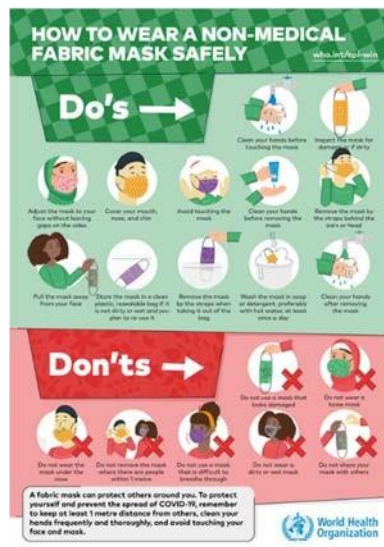 HOW TO WEAR A NON-MEDICAL
FABRIC MASK SAFELY
who.int/epi-win
Do's
Clean your hands before
touching the mask
Inspect the mask for
damage or if dirty
Adjust the mask to your
face without leaving
gaps on the sides
Cover your mouth,
nose, and chin
Avoid touching the
mask
Clean your hands
before removing the
mask
Remove the mask by
the straps behind the
ears or head
Pull the mask away
from your face
Store the mask in a clean
plastic, resealable bag if it
is not dirty or wet and you
plan to re-use it
Remove the mask
by the straps when
taking it out of the
bag
Wash the mask in soap
or detergent, preferably
with hot water, at least
once a day
Clean your hands
after removing
the mask
Don'ts
Do not use a mask that
looks damaged
Do not wear a
loose mask
Do not wear the
mask under the
nose
Do not remove the mask
where there are people
within 1 metre
Do not use a mask
that is difficult to
breathe through
Do not wear a
dirty or wet mask
Do not share your
mask with others
A fabric mask can protect others around you. To protect
yourself and prevent the spread of COVID-19, remember
to keep at least 1 metre distance from others, clean your
hands frequently and thoroughly, and avoid touching your
face and mask.
World Health
Organization